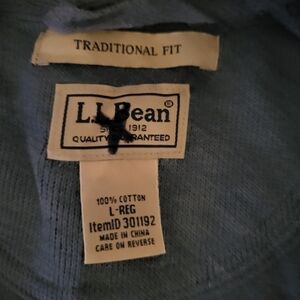 TRADITIONAL FIT
L.L.Bean®
1912
QUALITY
100% COTTON
L-REG
ItemID 301192
MADE IN CHINA
CARE ON REVERSE